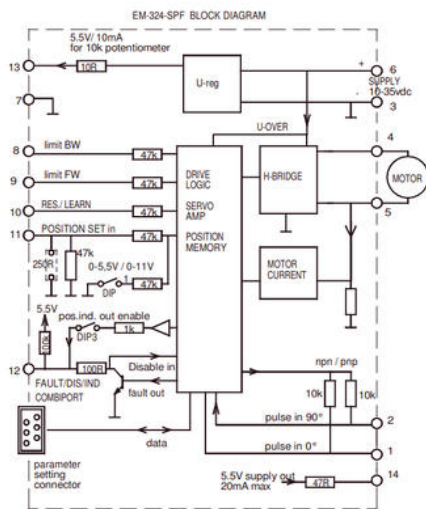 EM-324-SPF BLOCK DIAGRAM
5.5V/ 10mA
for 10k potentiometer
13
10R
U-reg
+
6
SUPPLY
10-35vdc
7
3
U-OVER
4
8
limit BW
47k
DRIVE
LOGIC
H-BRIDGE
MOTOR
9
limit FW
47k
10
RES./ LEARN
47k
SERVO
AMP
5
11
POSITION SET in
47k
POSITION
MEMORY
250R
47k
0-5,5V / 0-11V
MOTOR
CURRENT
1
DIP
47k
5.5V
pos.ind. out enable
100k
DIP3
1k
12
100R
Disable in
npn / pnp
FAULT/DIS/IND
COMBIPORT
fault out
10k
10k
pulse in 90°
2
pulse in 0°
1
data
parameter
setting
connector
5.5V supply out
20mA max
47R
14